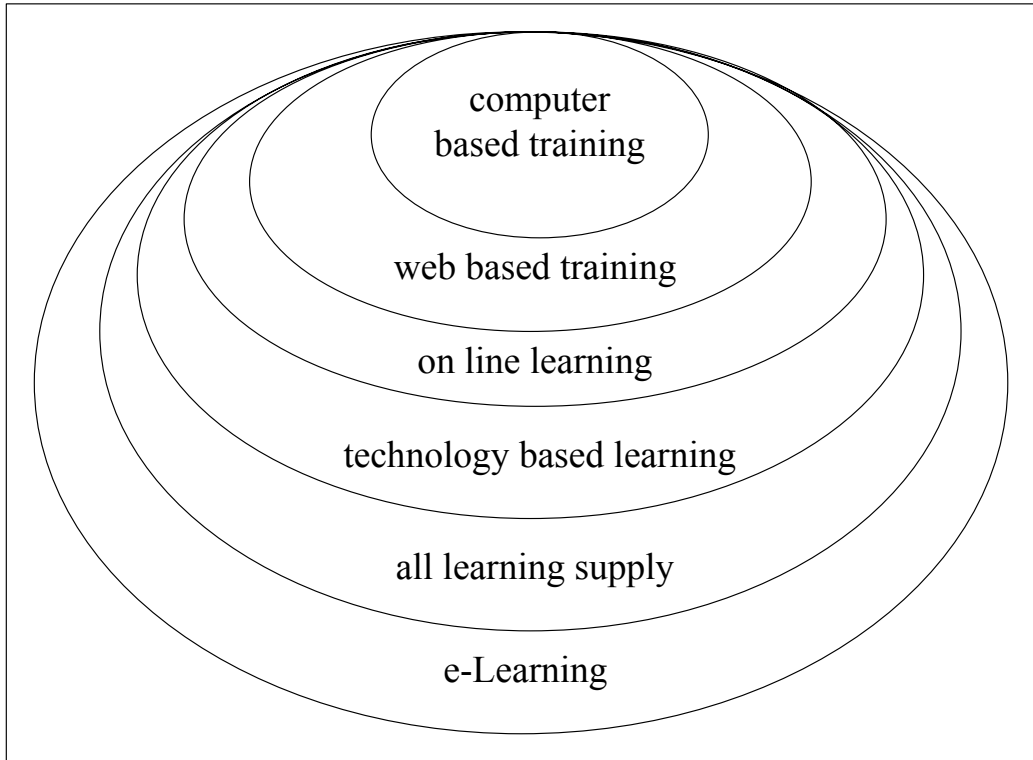 computer
based training
web based training
on line learning
technology based learning
all learning supply
e-Learning